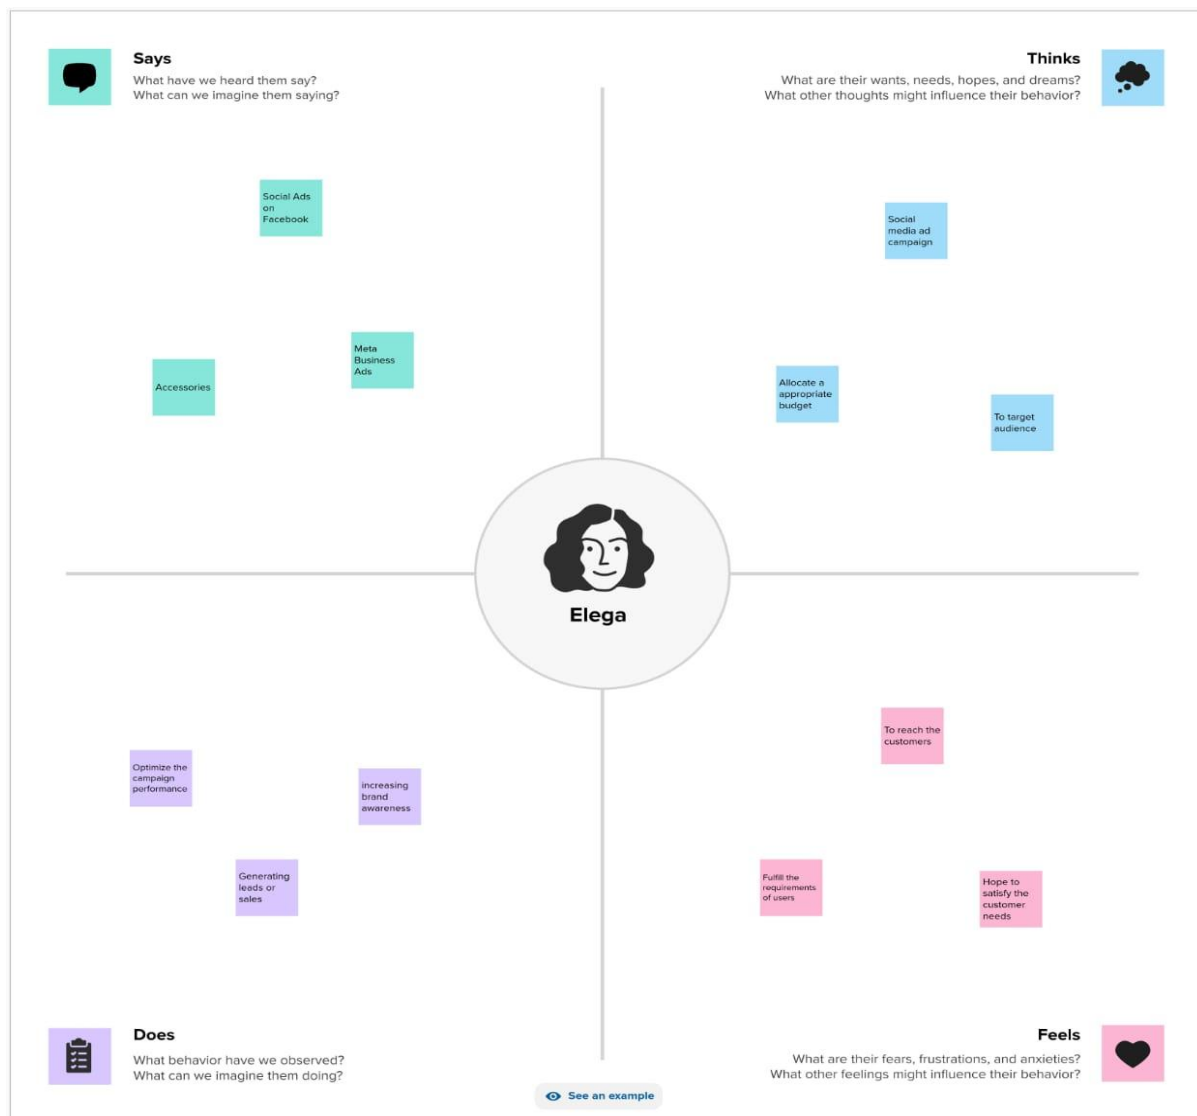 Says
What have we heard them say?
What can we imagine them saying?
Thinks
What are their wants, needs, hopes, and dreams?
What other thoughts might influence their behavior?
Social Ads
on
Facebook
Meta
Business
Ads
Accessories
Social
media ad
campaign
Allocate a
appropriate
budget
To target
audience
Elega
Optimize the
campaign
performance
increasing
brand
awareness
Generating
leads or
sales
To reach the
customers
Fulfill the
requirements
of users
Hope to
satisfy the
customer
needs
Does
What behavior have we observed?
What can we imagine them doing?
Feels
What are their fears, frustrations, and anxieties?
What other feelings might influence their behavior?
See an example